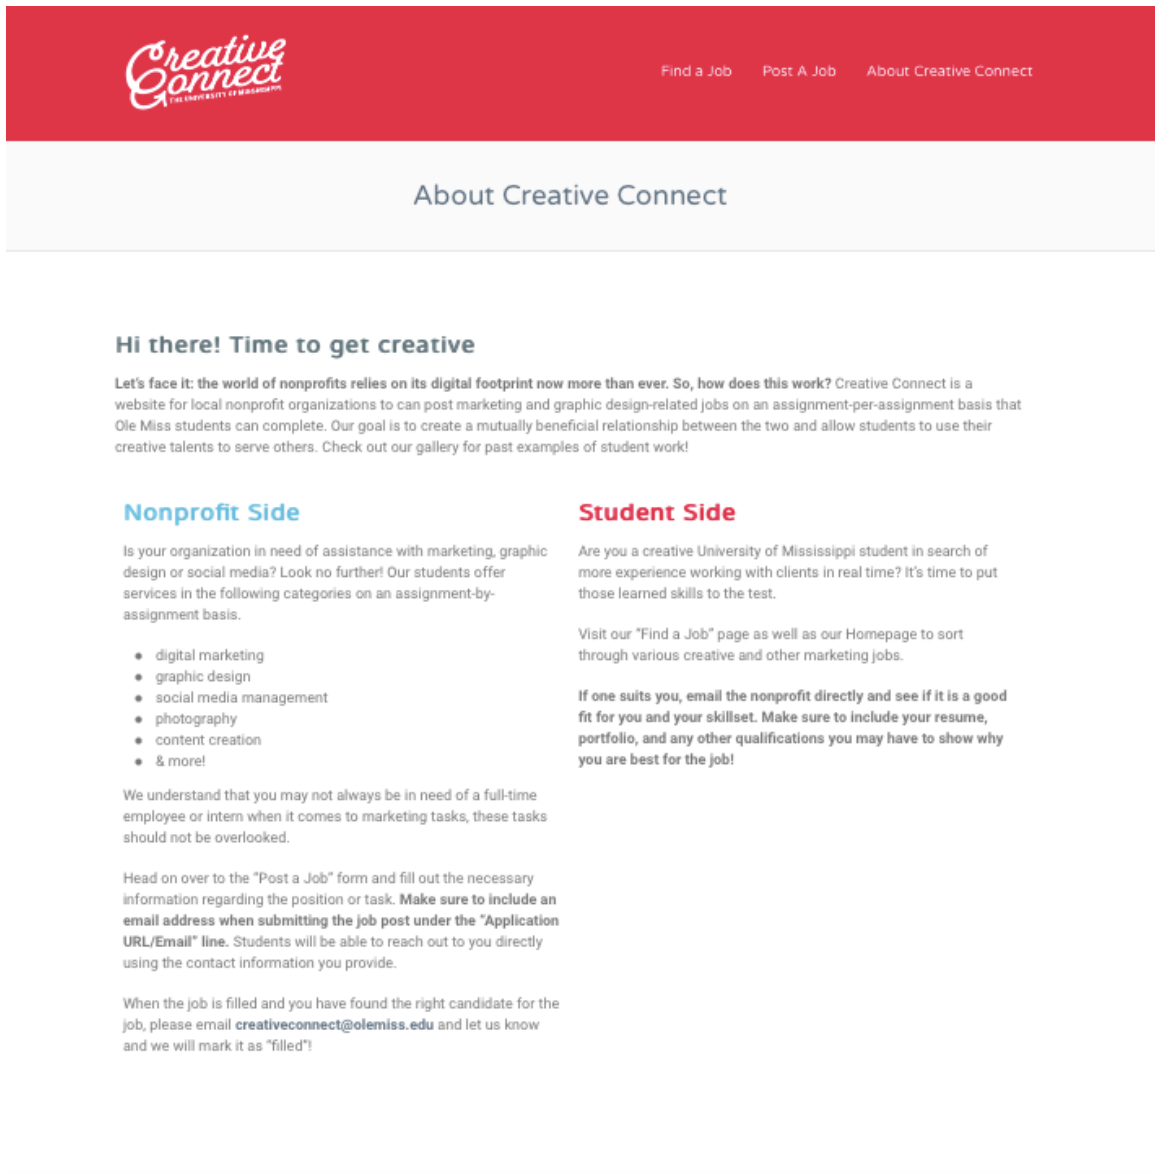 Creative
Connect
THE UNIVERSITY OF MISSISSIPPI
Find a Job
Post A Job
About Creative Connect
About Creative Connect
Hi there! Time to get creative
Let's face it: the world of nonprofits relies on its digital footprint now more than ever. So, how does this work? Creative Connect is a
website for local nonprofit organizations to can post marketing and graphic design-related jobs on an assignment-per-assignment basis that
Ole Miss students can complete. Our goal is to create a mutually beneficial relationship between the two and allow students to use their
creative talents to serve others. Check out our gallery for past examples of student work!
Nonprofit Side
Is your organization in need of assistance with marketing, graphic
design or social media? Look no further! Our students offer
services in the following categories on an assignment-by-
assignment basis.
● digital marketing
● graphic design
● social media management
● photography
● content creation
● & more!
We understand that you may not always be in need of a full-time
employee or intern when it comes to marketing tasks, these tasks
should not be overlooked.
Head on over to the “Post a Job” form and fill out the necessary
information regarding the position or task. Make sure to include an
email address when submitting the job post under the “Application
URL/Email” line. Students will be able to reach out to you directly
using the contact information you provide.
When the job is filled and you have found the right candidate for the
job, please email creativeconnect@olemiss.edu and let us know
and we will mark it as “filled”!
Student Side
Are you a creative University of Mississippi student in search of
more experience working with clients in real time? It's time to put
those learned skills to the test.
Visit our “Find a Job” page as well as our Homepage to sort
through various creative and other marketing jobs.
If one suits you, email the nonprofit directly and see if it is a good
fit for you and your skillset. Make sure to include your resume,
portfolio, and any other qualifications you may have to show why
you are best for the job!